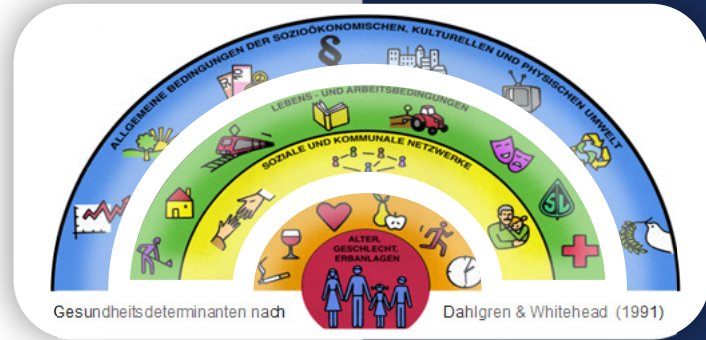 ALLGEMEINE BEDINGUNGEN DER SOZIOÖKONOMISCHEN, KULTURELLEN UND PHYSISCHEN UMWELT
§
LEBENS - UND ARBEITSBEDINGUNGEN
SOZIALE UND KOMMUNALE NETZWERKE
SL
ALTER,
GESCHLECHT,
ERBANLAGEN
Gesundheitsdeterminanten nach Dahlgren & Whitehead (1991)